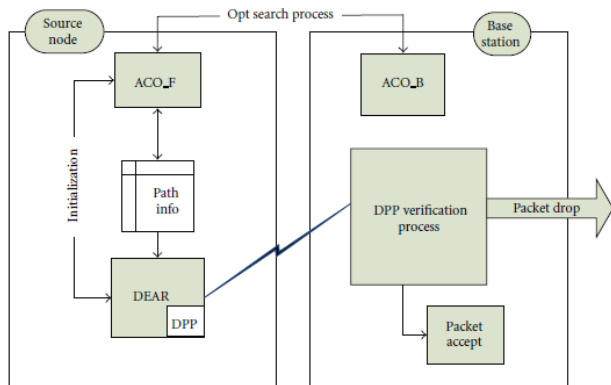 Opt search process
Source
node
Base
station
ACO_F
ACO_B
Initialization
Path
info
DPP verification
process
Packet drop
DEAR
DPP
Packet
accept